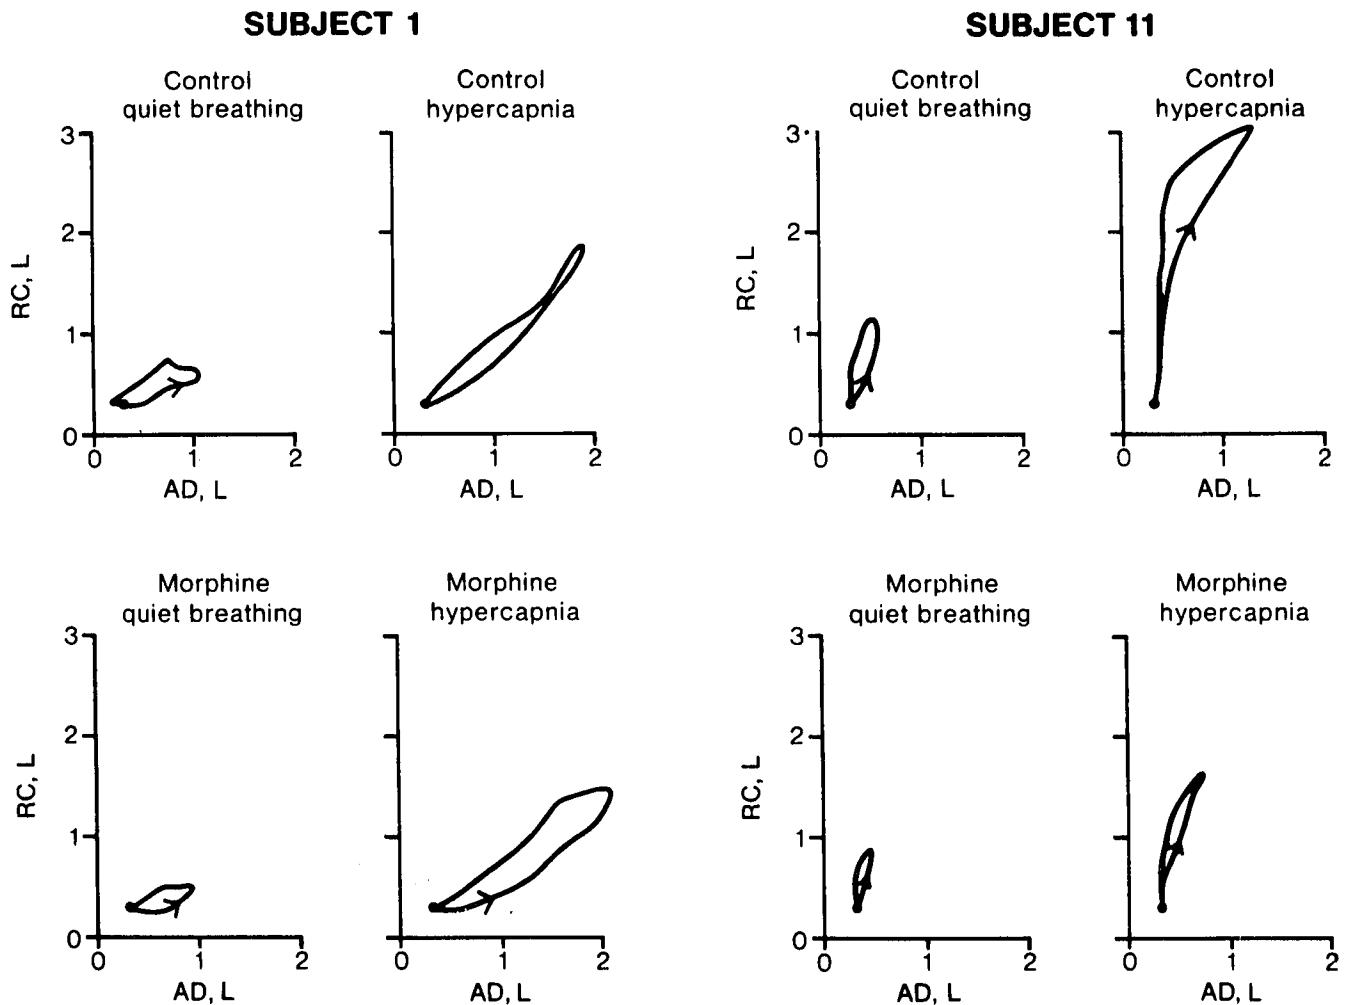 SUBJECT 1
SUBJECT 11
Control
quiet breathing
Control
hypercapnia
Control
quiet breathing
Control
hypercapnia
3
2
1
0
RC, L
0
1
2
AD, L
0
1
2
AD, L
3
2
1
0
RC, L
0
1
2
AD, L
0
1
2
AD, L
Morphine
quiet breathing
Morphine
hypercapnia
Morphine
quiet breathing
Morphine
hypercapnia
3
2
1
0
RC, L
0
1
2
AD, L
0
1
2
AD, L
3
2
1
0
RC, L
0
1
2
AD, L
0
1
2
AD, L